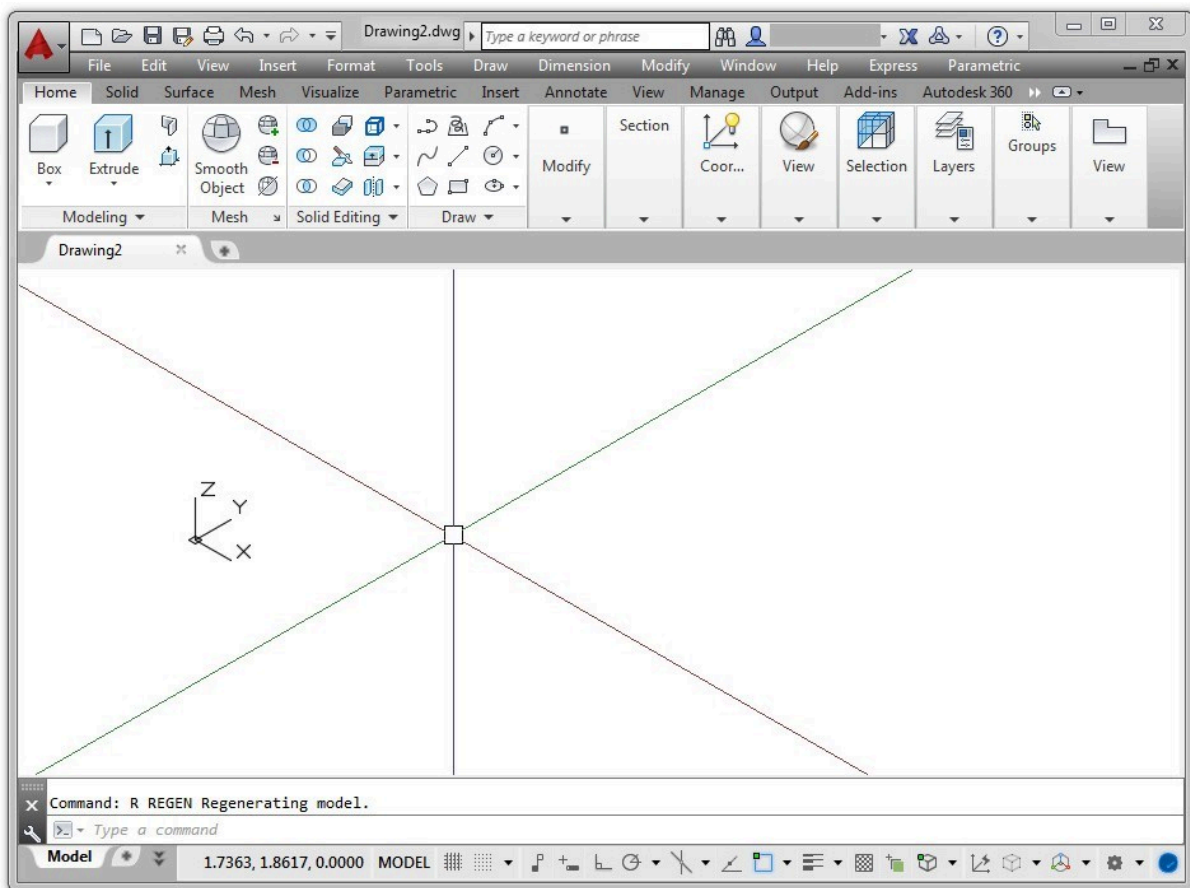 Drawing2.dwg Type a keyword or phrase
File Edit View Insert Format Tools Draw Dimension Modify Window Help Express Parametric
Home Solid Surface Mesh Visualize Parametric Insert Annotate View Manage Output Add-ins Autodesk 360
Box Extrude Smooth Object Modify Section Coor... View Selection Layers Groups View
Modeling Mesh Solid Editing Draw
Drawing2
Z
Y
X
Command: R REGEN Regenerating model.
Type a command
Model 1.7363, 1.8617, 0.0000 MODEL